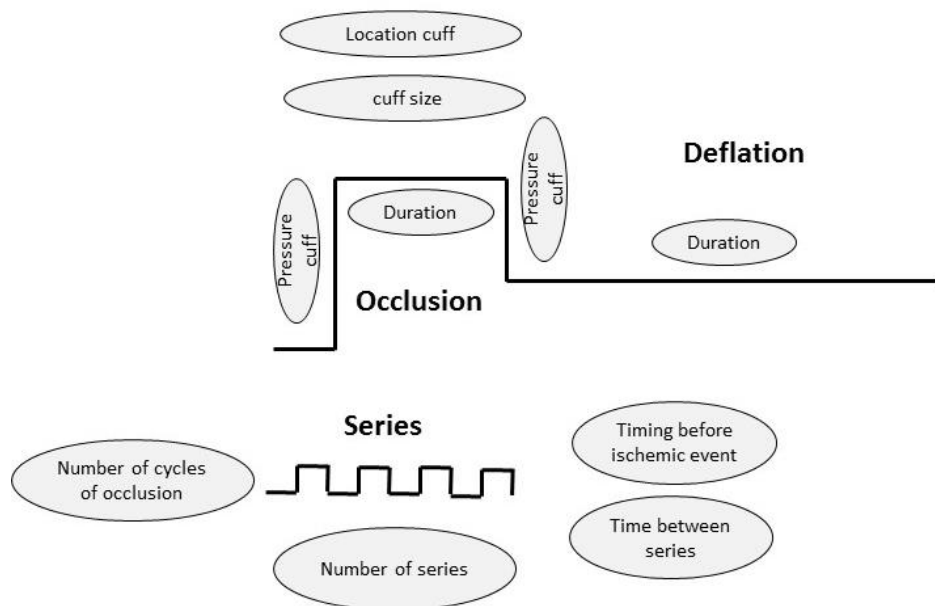 Location cuff
cuff size
Pressure
cuff
Duration
Occlusion
Pressure
cuff
Deflation
Duration
Series
Number of cycles
of occlusion
Number of series
Timing before
ischemic event
Time between
series